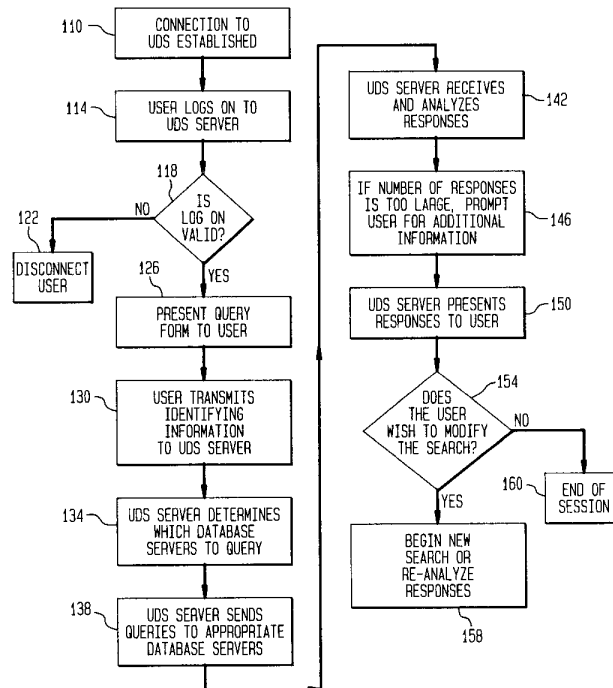 110
CONNECTION TO
UDS ESTABLISHED
114
USER LOGS ON TO
UDS SERVER
118
IS
LOG ON
VALID?
NO
YES
122
DISCONNECT
USER
126
PRESENT QUERY
FORM TO USER
130
USER TRANSMITS
IDENTIFYING
INFORMATION
TO UDS SERVER
134
UDS SERVER DETERMINES
WHICH DATABASE
SERVERS TO QUERY
138
UDS SERVER SENDS
QUERIES TO APPROPRIATE
DATABASE SERVERS
UDS SERVER RECEIVES
AND ANALYZES
RESPONSES
142
IF NUMBER OF RESPONSES
IS TOO LARGE, PROMPT
USER FOR ADDITIONAL
INFORMATION
146
UDS SERVER PRESENTS
RESPONSES TO USER
150
154
DOES
THE USER
WISH TO MODIFY
THE SEARCH?
NO
YES
160
END OF
SESSION
BEGIN NEW
SEARCH OR
RE-ANALYZE
RESPONSES
158